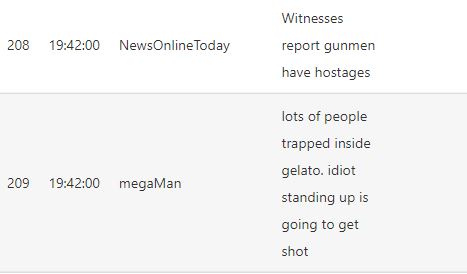 Witnesses
208 19:42:00 NewsOnlineToday report gunmen
have hostages
lots of people
trapped inside
gelato. idiot
209 19:42:00 megaMan standing up is
going to get
shot